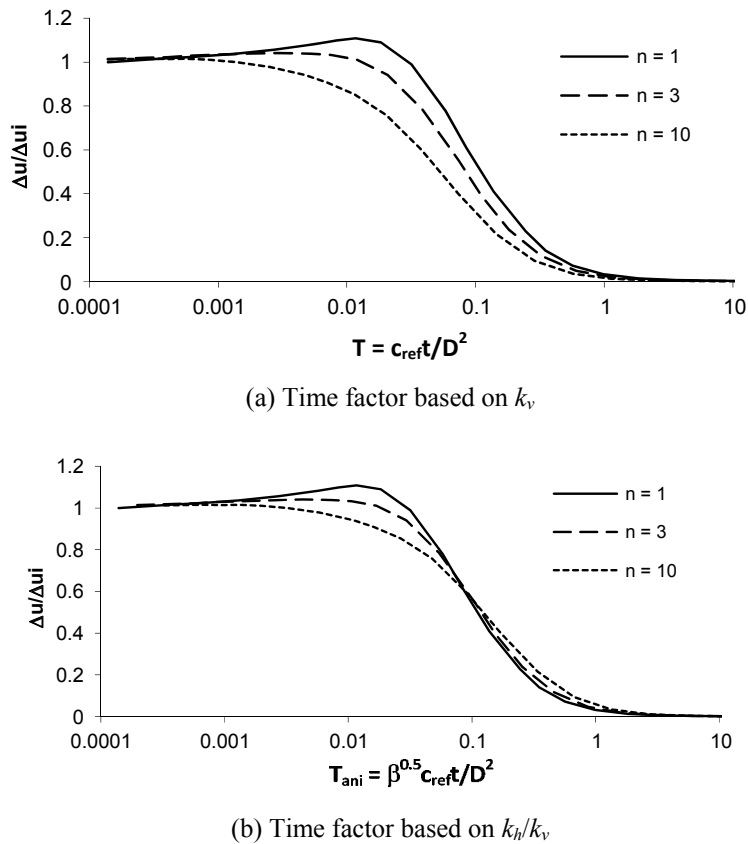 1.2
1
0.8
0.6
0.4
0.2
0
Δu/Δui
n = 1
n = 3
n = 10
0.0001 0.001 0.01 0.1 1 10
T = c_ref t/D²
(a) Time factor based on k_v
1.2
1
0.8
0.6
0.4
0.2
0
Δu/Δui
n = 1
n = 3
n = 10
0.0001 0.001 0.01 0.1 1 10
T_ani = β^0.5 c_ref t/D²
(b) Time factor based on k_h/k_v